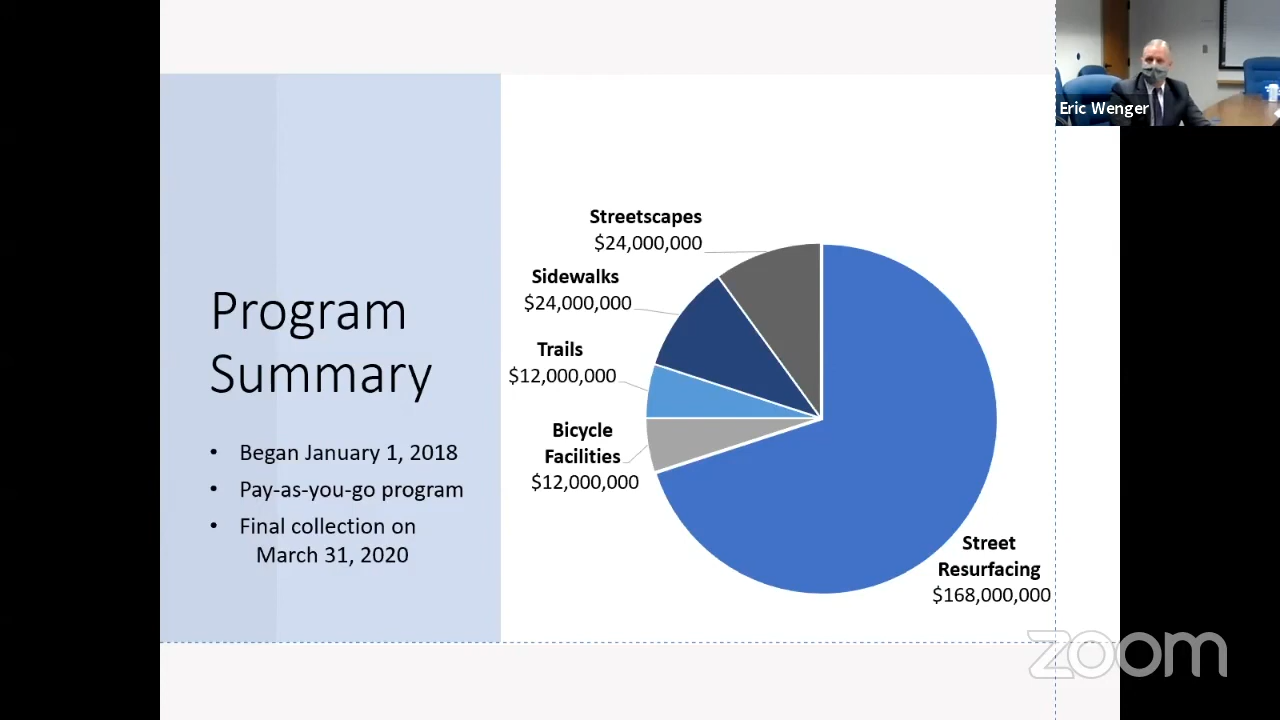 Eric Wenger
Program
Summary
• Began January 1, 2018
• Pay-as-you-go program
• Final collection on
March 31, 2020
Streetscapes
$24,000,000
Sidewalks
$24,000,000
Trails
$12,000,000
Bicycle
Facilities
$12,000,000
Street
Resurfacing
$168,000,000
zoom